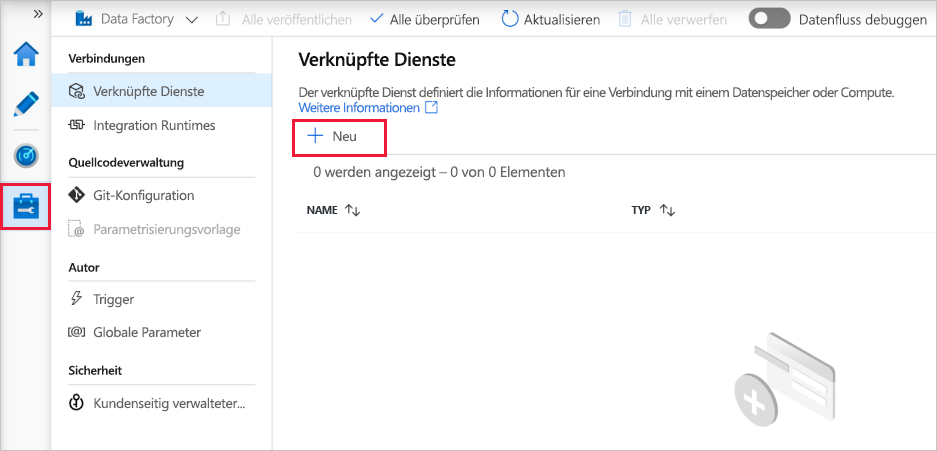 »
Data Factory
Alle veröffentlichen
Alle überprüfen
Aktualisieren
Alle verwerfen
Datenfluss debuggen
Verbindungen
Verknüpfte Dienste
Integration Runtimes
Quellcodeverwaltung
Git-Konfiguration
Parametrisierungsvorlage
Autor
Trigger
Globale Parameter
Sicherheit
Kundenseitig verwalteter...
Verknüpfte Dienste
Der verknüpfte Dienst definiert die Informationen für eine Verbindung mit einem Datenspeicher oder Compute.
Weitere Informationen
+ Neu
0 werden angezeigt – 0 von 0 Elementen
NAME
TYP